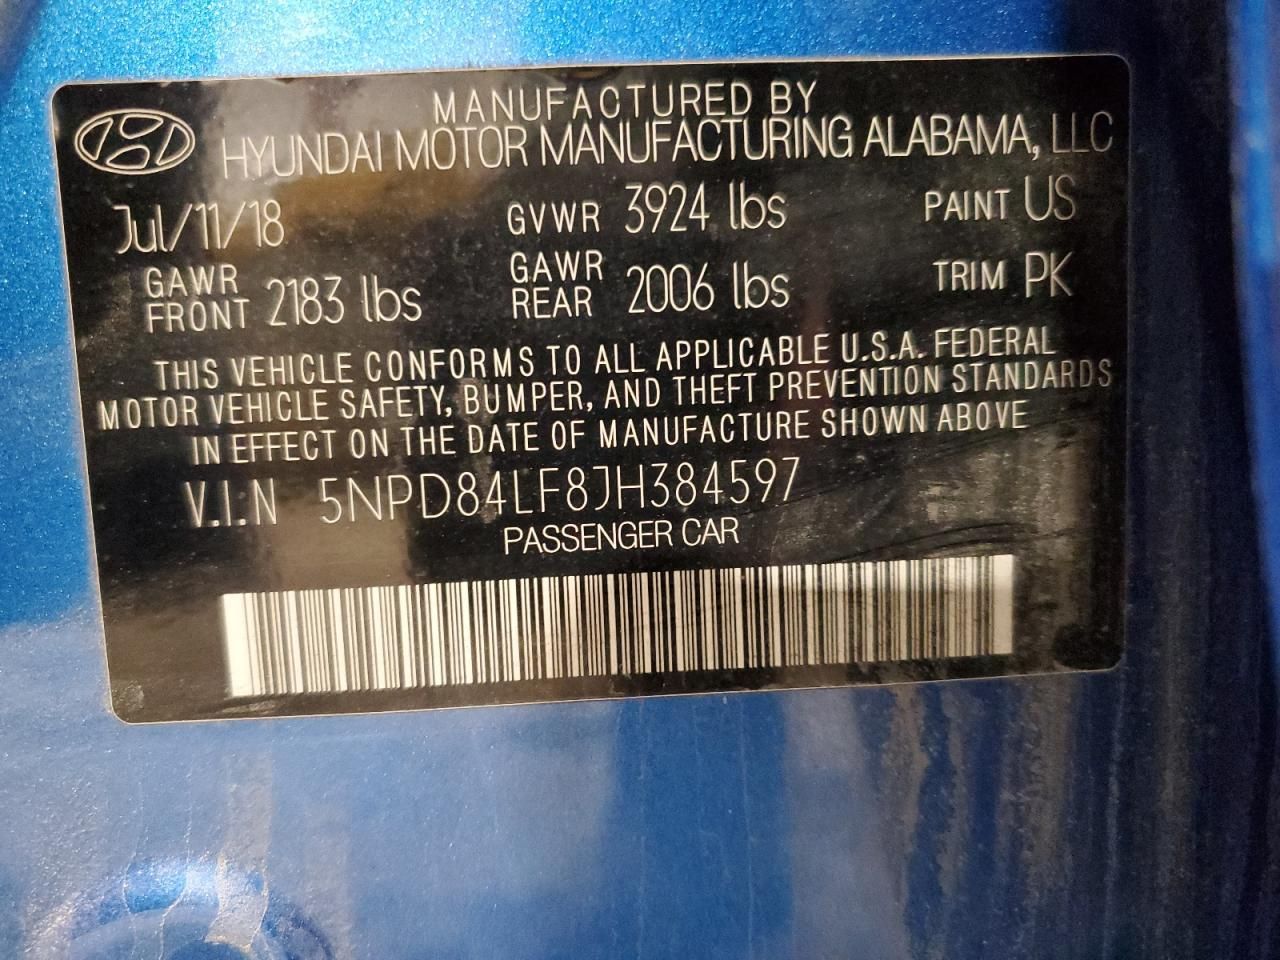 MANUFACTURED BY
HYUNDAI MOTOR MANUFACTURING ALABAMA, LLC
Jul/11/18 GVWR 3924 lbs PAINT US
GAWR FRONT 2183 lbs GAWR REAR 2006 lbs TRIM PK
THIS VEHICLE CONFORMS TO ALL APPLICABLE U.S.A. FEDERAL
MOTOR VEHICLE SAFETY, BUMPER, AND THEFT PREVENTION STANDARDS
IN EFFECT ON THE DATE OF MANUFACTURE SHOWN ABOVE
V.I.N 5NPD84LF8JH384597
PASSENGER CAR